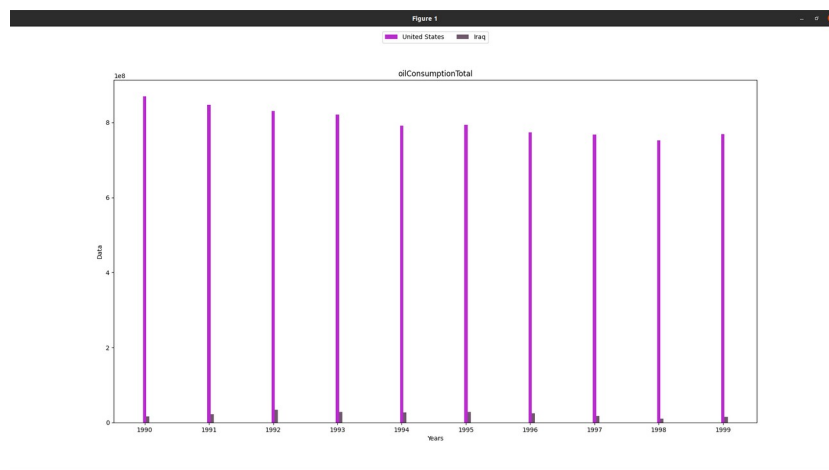 Figure 1
United States Iraq
oilConsumptionTotal
1e8
8
6
4
2
0
Data
1990 1991 1992 1993 1994 1995 1996 1997 1998 1999
Years